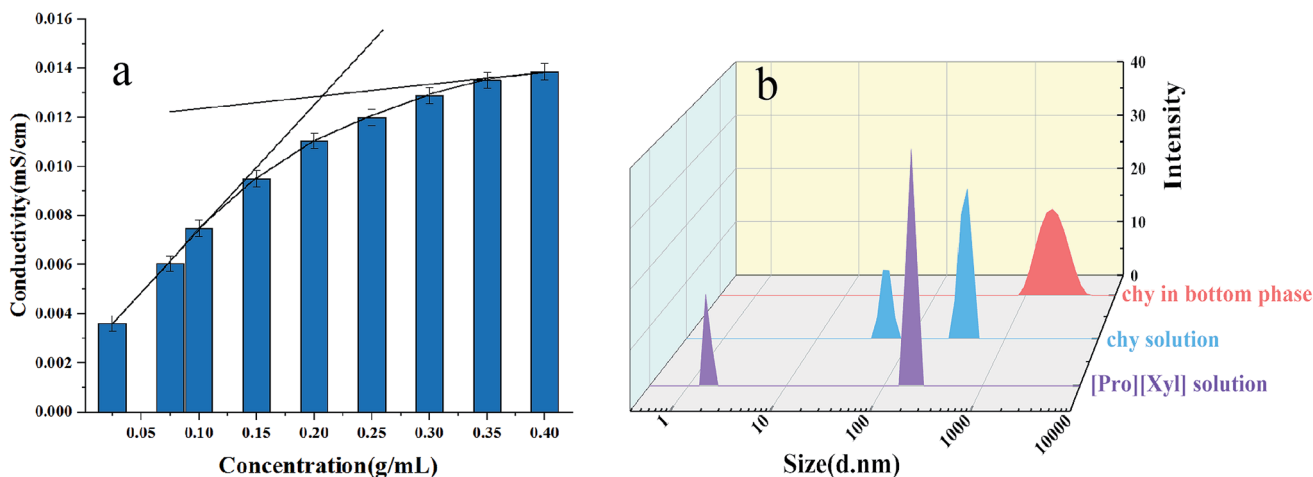 a
Conductivity(mS/cm)
0.016
0.014
0.012
0.010
0.008
0.006
0.004
0.002
0.000
0.05 0.10 0.15 0.20 0.25 0.30 0.35 0.40
Concentration(g/mL)
b
Intensity
40
30
20
10
0
chy in bottom phase
chy solution
[Pro][Xyl] solution
1 10 100 1000 10000
Size(d.nm)